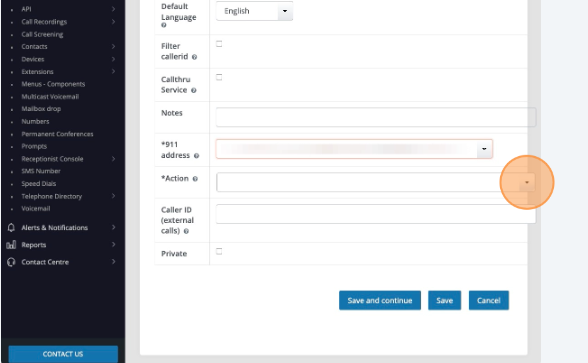 API
Call Recordings
Call Screening
Contacts
Devices
Extensions
Menus - Components
Multicast Voicemail
Mailbox drop
Numbers
Permanent Conferences
Prompts
Receptionist Console
SMS Number
Speed Dials
Telephone Directory
Voicemail
Alerts & Notifications
Reports
Contact Centre
CONTACT US
Default
Language
English
Filter
callerid
Callthru
Service
Notes
*911
address
*Action
Caller ID
(external
calls)
Private
Save and continue
Save
Cancel